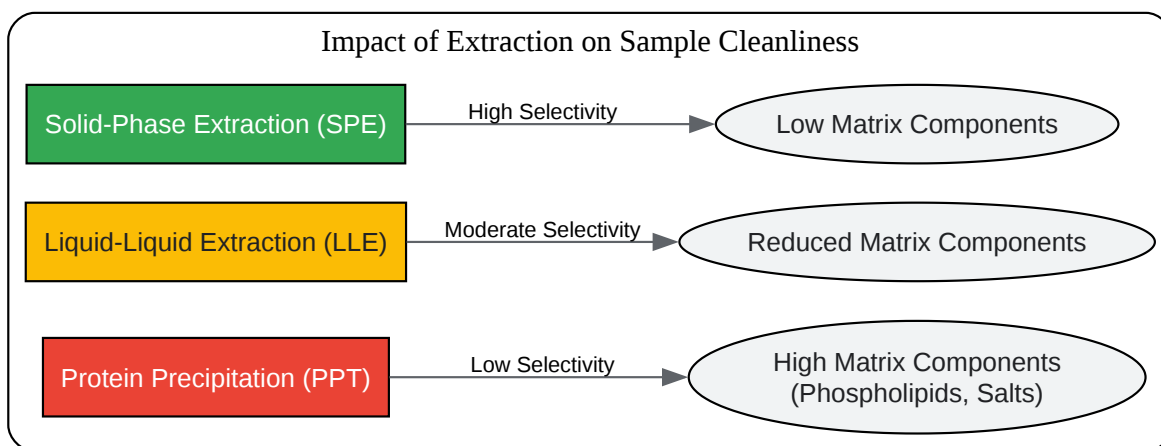 Impact of Extraction on Sample Cleanliness
Solid-Phase Extraction (SPE)
High Selectivity
Low Matrix Components
Liquid-Liquid Extraction (LLE)
Moderate Selectivity
Reduced Matrix Components
Protein Precipitation (PPT)
Low Selectivity
High Matrix Components
(Phospholipids, Salts)